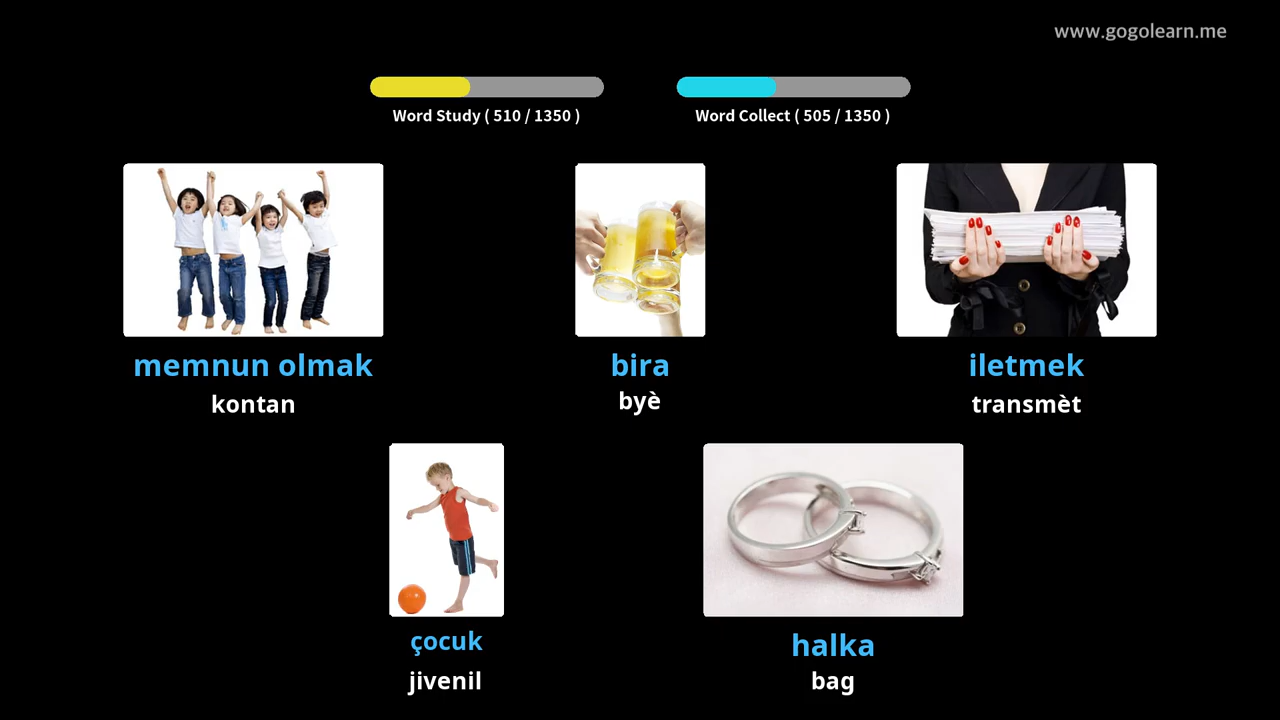 www.gogolearn.me
Word Study ( 510 / 1350 )
Word Collect ( 505 / 1350 )
memnun olmak
kontan
bira
byè
iletmek
transmèt
çocuk
jivenil
halka
bag